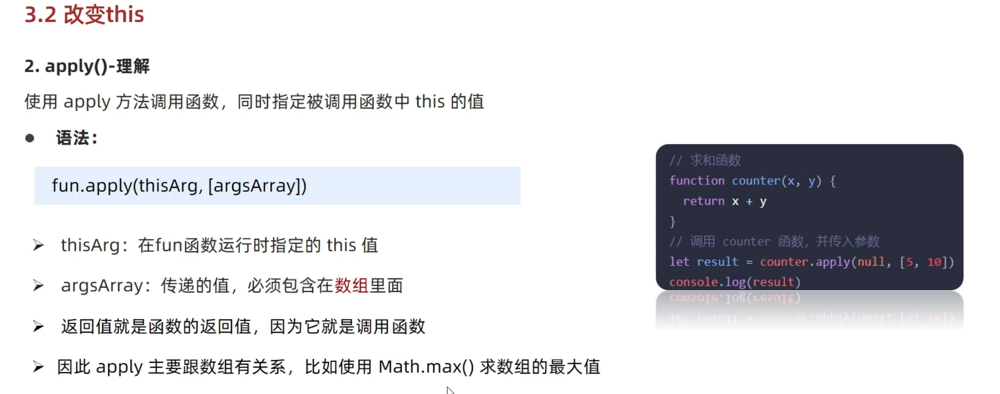 3.2 改变this
2. apply()-理解
使用 apply 方法调用函数，同时指定被调用函数中 this 的值
● 语法：
fun.apply(thisArg, [argsArray])
➢ thisArg：在fun函数运行时指定的 this 值
➢ argsArray：传递的值，必须包含在数组里面
➢ 返回值就是函数的返回值，因为它就是调用函数
➢ 因此 apply 主要跟数组有关系，比如使用 Math.max() 求数组的最大值
// 求和函数
function counter(x, y) {
  return x + y
}
// 调用 counter 函数，并传入参数
let result = counter.apply(null, [5, 10])
console.log(result)